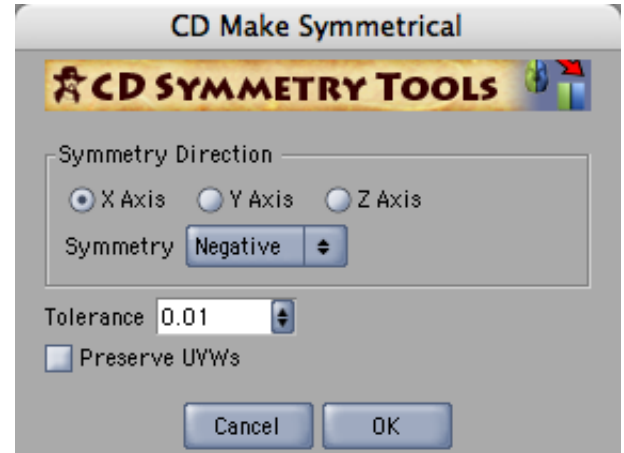 CD Make Symmetrical
CD SYMMETRY TOOLS
Symmetry Direction
X Axis Y Axis Z Axis
Symmetry Negative
Tolerance 0.01
Preserve UVWs
Cancel OK